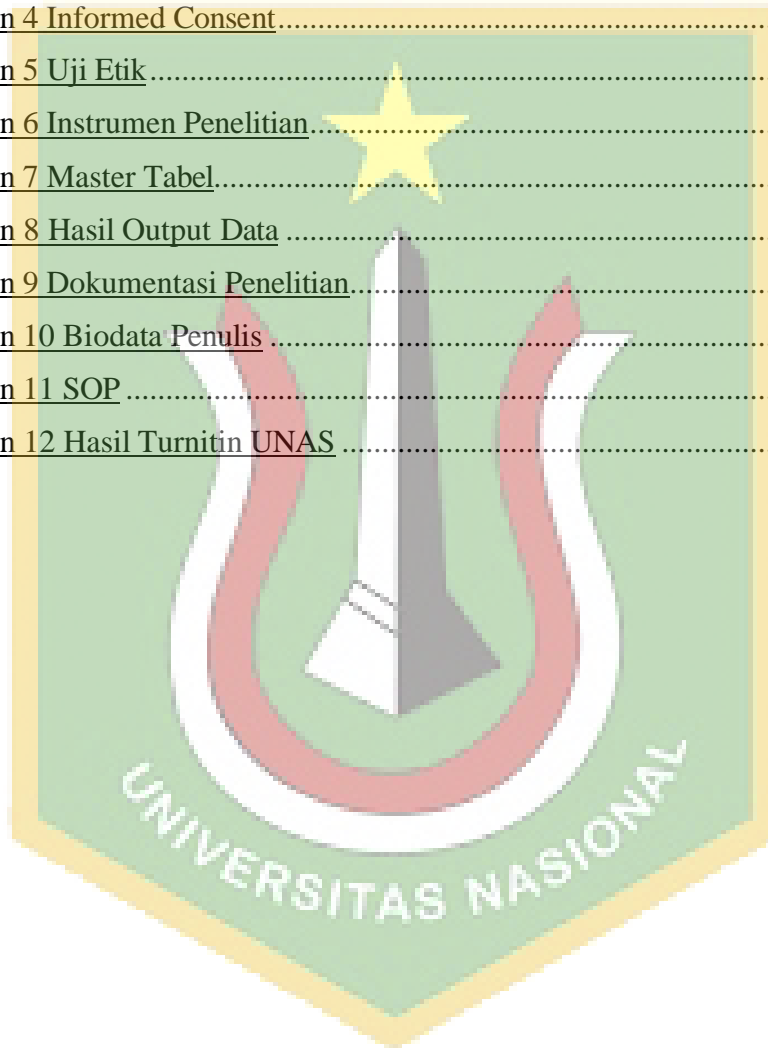 n 4 Informed Consent..........................................................
n 5 Uji Etik..........................................................................
n 6 Instrumen Penelitian......................................................
n 7 Master Tabel..................................................................
n 8 Hasil Output Data .........................................................
n 9 Dokumentasi Penelitian.................................................
n 10 Biodata Penulis ...........................................................
n 11 SOP .............................................................................
n 12 Hasil Turnitin UNAS ..................................................
UNIVERSITAS NASIONAL